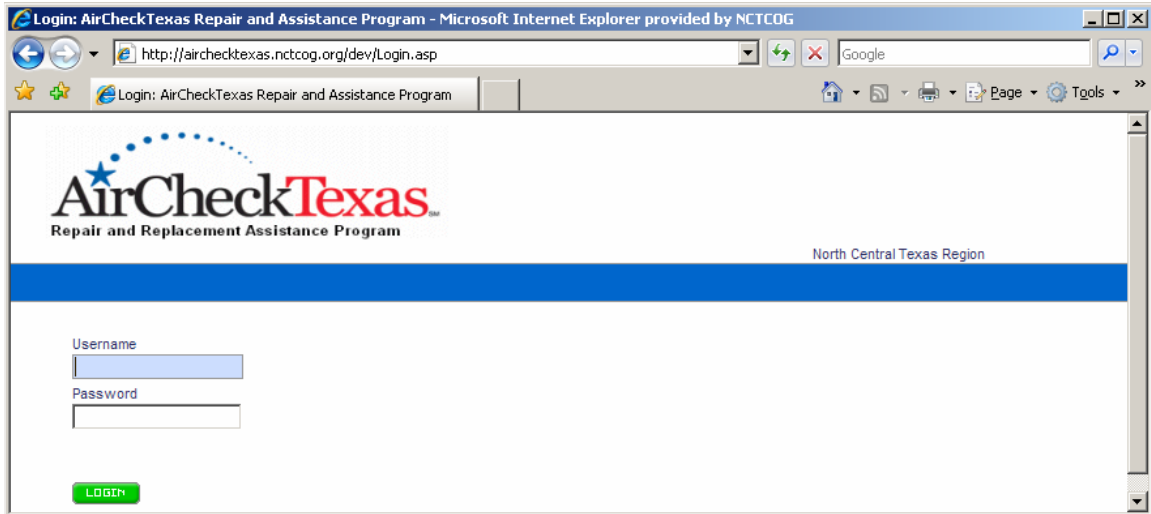 Login: AirCheckTexas Repair and Assistance Program - Microsoft Internet Explorer provided by NCTCOG
http://airchecktexas.nctcog.org/dev/Login.asp
Google
Login: AirCheckTexas Repair and Assistance Program
Page
Tools
»
AirCheckTexas SM
Repair and Replacement Assistance Program
North Central Texas Region
Username
Password
LOGIN